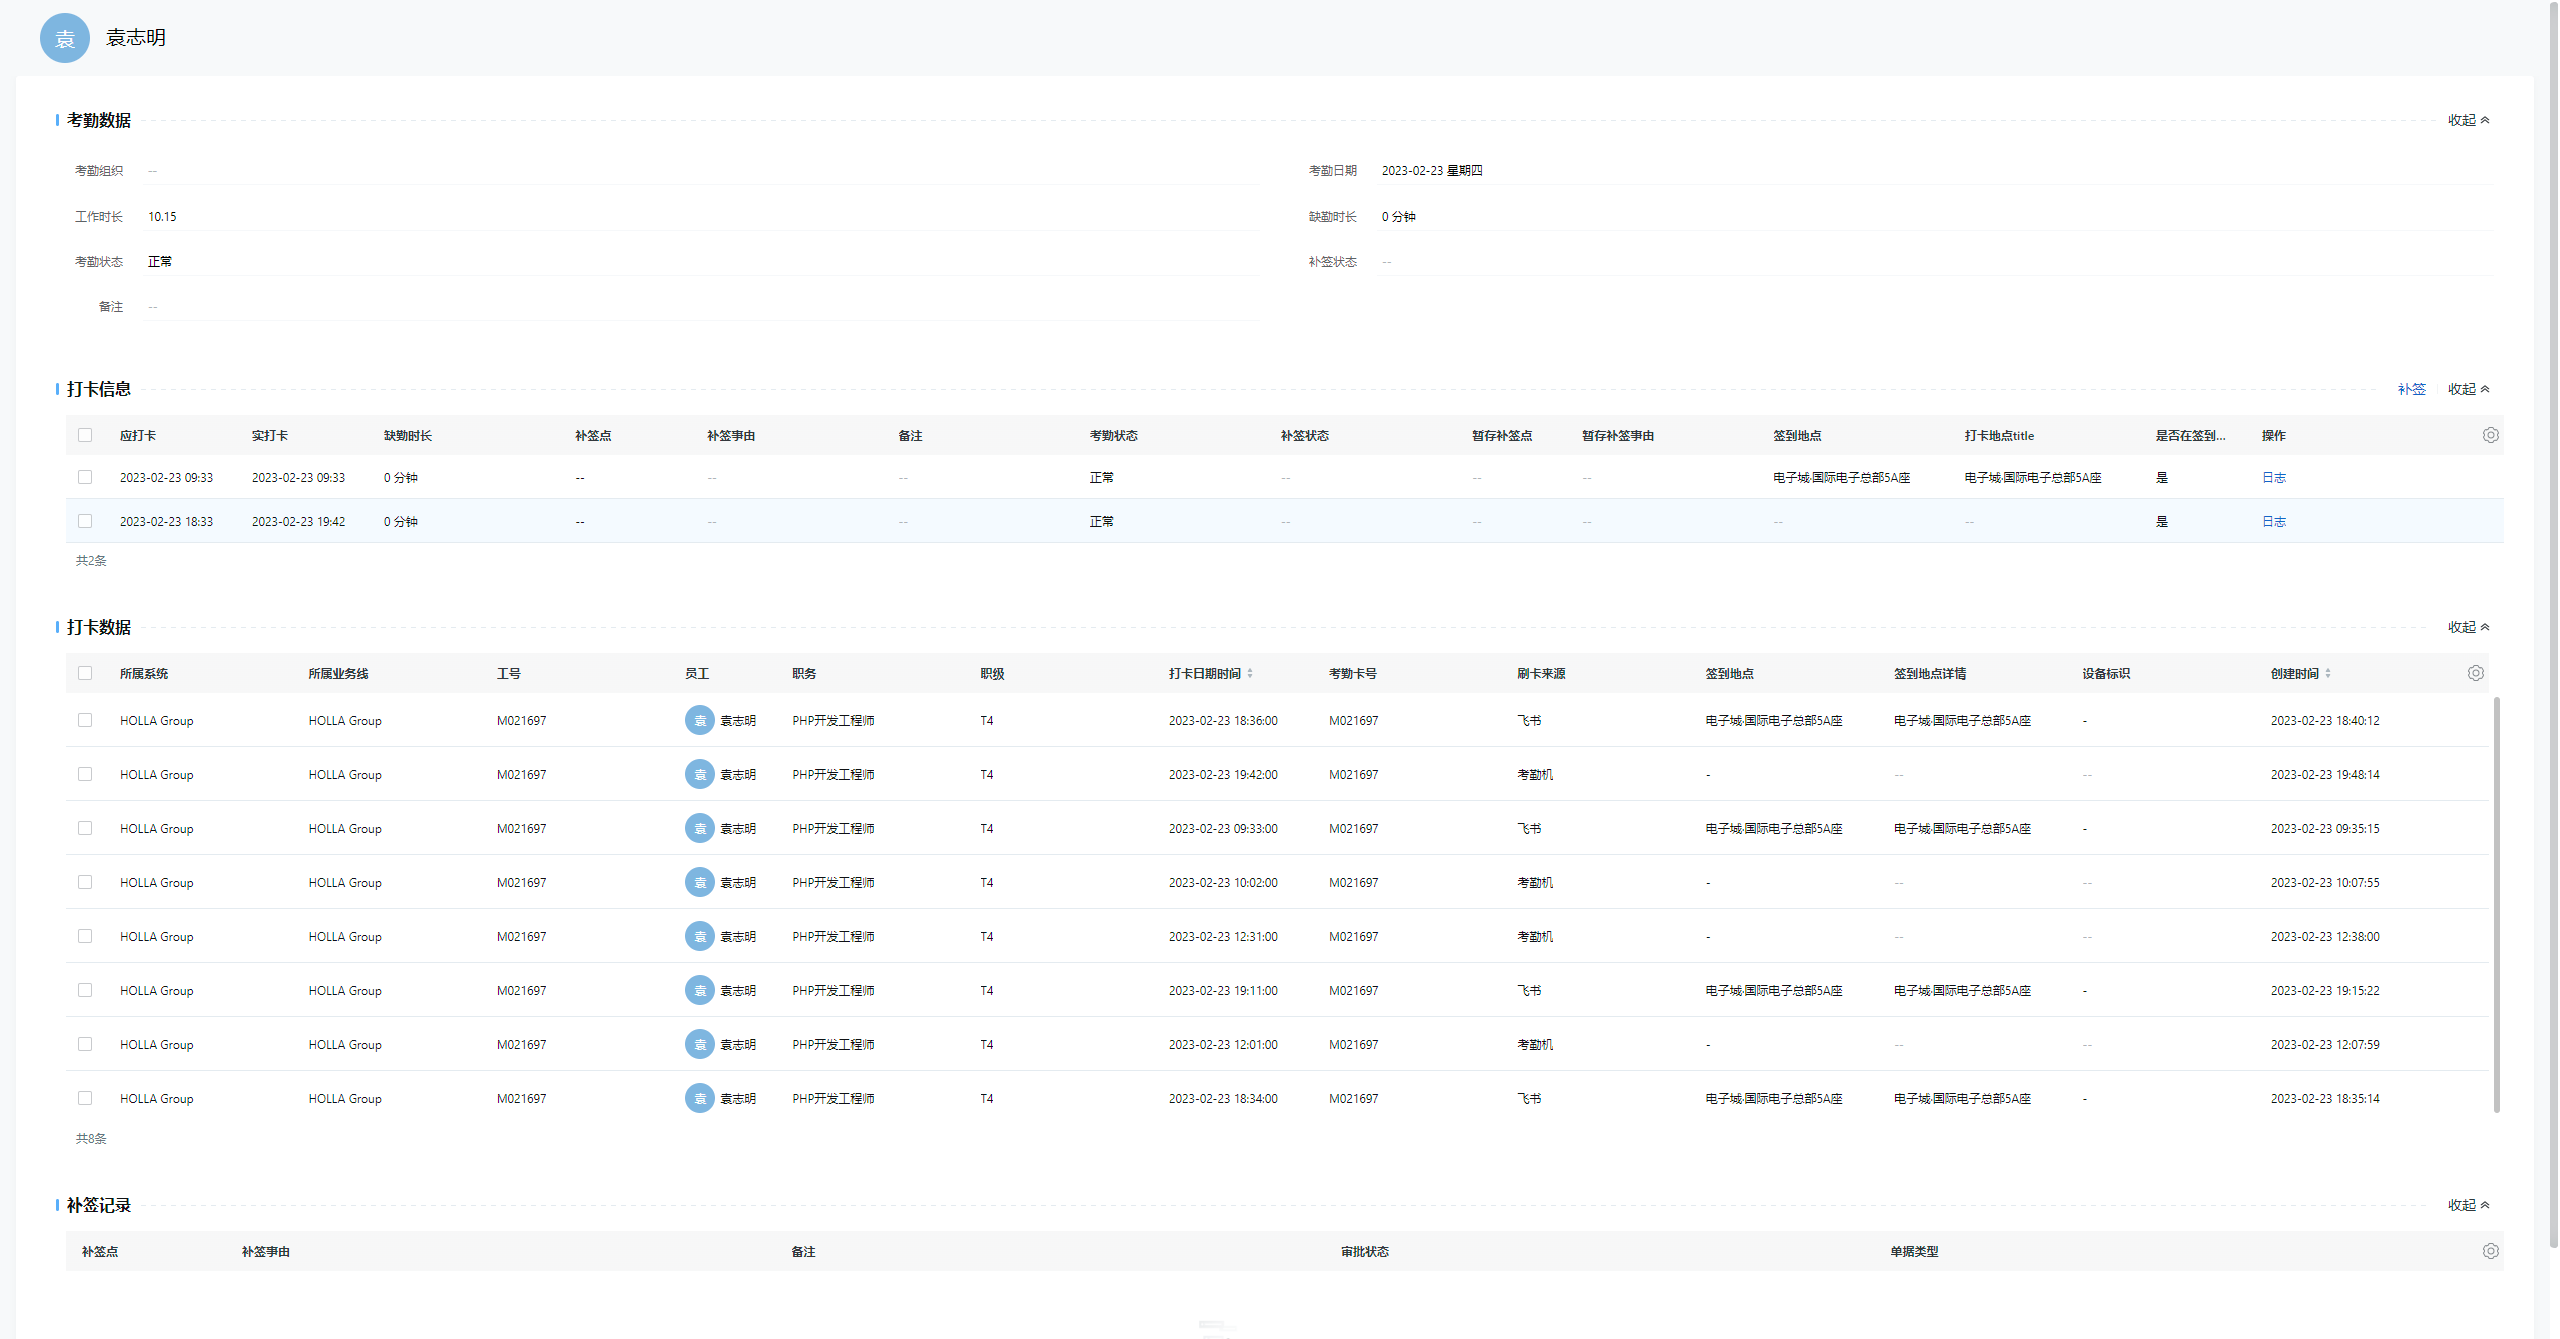 袁 袁志明
考勤数据 收起
考勤组织 -- 考勤日期 2023-02-23 星期四
工作时长 10.15 缺勤时长 0 分钟
考勤状态 正常 补签状态 --
备注 --
打卡信息 补签 收起
应打卡 实打卡 缺勤时长 补签点 补签事由 备注 考勤状态 补签状态 暂存补签点 暂存补签事由 签到地点 打卡地点title 是否在签到... 操作
2023-02-23 09:33 2023-02-23 09:33 0 分钟 -- -- -- 正常 -- -- -- 电子城·国际电子总部5A座 电子城·国际电子总部5A座 是 日志
2023-02-23 18:33 2023-02-23 19:42 0 分钟 -- -- -- 正常 -- -- -- -- -- 是 日志
共2条
打卡数据 收起
所属系统 所属业务线 工号 员工 职务 职级 打卡日期时间 考勤卡号 刷卡来源 签到地点 签到地点详情 设备标识 创建时间
HOLLA Group HOLLA Group M021697 袁 袁志明 PHP开发工程师 T4 2023-02-23 18:36:00 M021697 飞书 电子城·国际电子总部5A座 电子城·国际电子总部5A座 - 2023-02-23 18:40:12
HOLLA Group HOLLA Group M021697 袁 袁志明 PHP开发工程师 T4 2023-02-23 19:42:00 M021697 考勤机 - -- -- 2023-02-23 19:48:14
HOLLA Group HOLLA Group M021697 袁 袁志明 PHP开发工程师 T4 2023-02-23 09:33:00 M021697 飞书 电子城·国际电子总部5A座 电子城·国际电子总部5A座 - 2023-02-23 09:35:15
HOLLA Group HOLLA Group M021697 袁 袁志明 PHP开发工程师 T4 2023-02-23 10:02:00 M021697 考勤机 - -- -- 2023-02-23 10:07:55
HOLLA Group HOLLA Group M021697 袁 袁志明 PHP开发工程师 T4 2023-02-23 12:31:00 M021697 考勤机 - -- -- 2023-02-23 12:38:00
HOLLA Group HOLLA Group M021697 袁 袁志明 PHP开发工程师 T4 2023-02-23 19:11:00 M021697 飞书 电子城·国际电子总部5A座 电子城·国际电子总部5A座 - 2023-02-23 19:15:22
HOLLA Group HOLLA Group M021697 袁 袁志明 PHP开发工程师 T4 2023-02-23 12:01:00 M021697 考勤机 - -- -- 2023-02-23 12:07:59
HOLLA Group HOLLA Group M021697 袁 袁志明 PHP开发工程师 T4 2023-02-23 18:34:00 M021697 飞书 电子城·国际电子总部5A座 电子城·国际电子总部5A座 - 2023-02-23 18:35:14
共8条
补签记录 收起
补签点 补签事由 备注 审批状态 单据类型